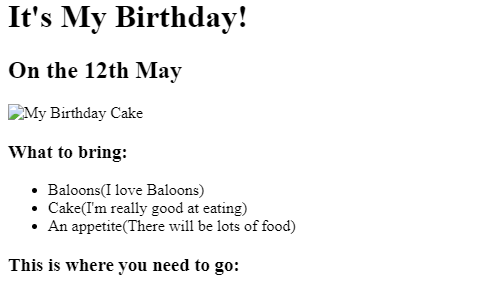 It's My Birthday!
On the 12th May
My Birthday Cake
What to bring:
Baloons(I love Baloons)
Cake(I'm really good at eating)
An appetite(There will be lots of food)
This is where you need to go: